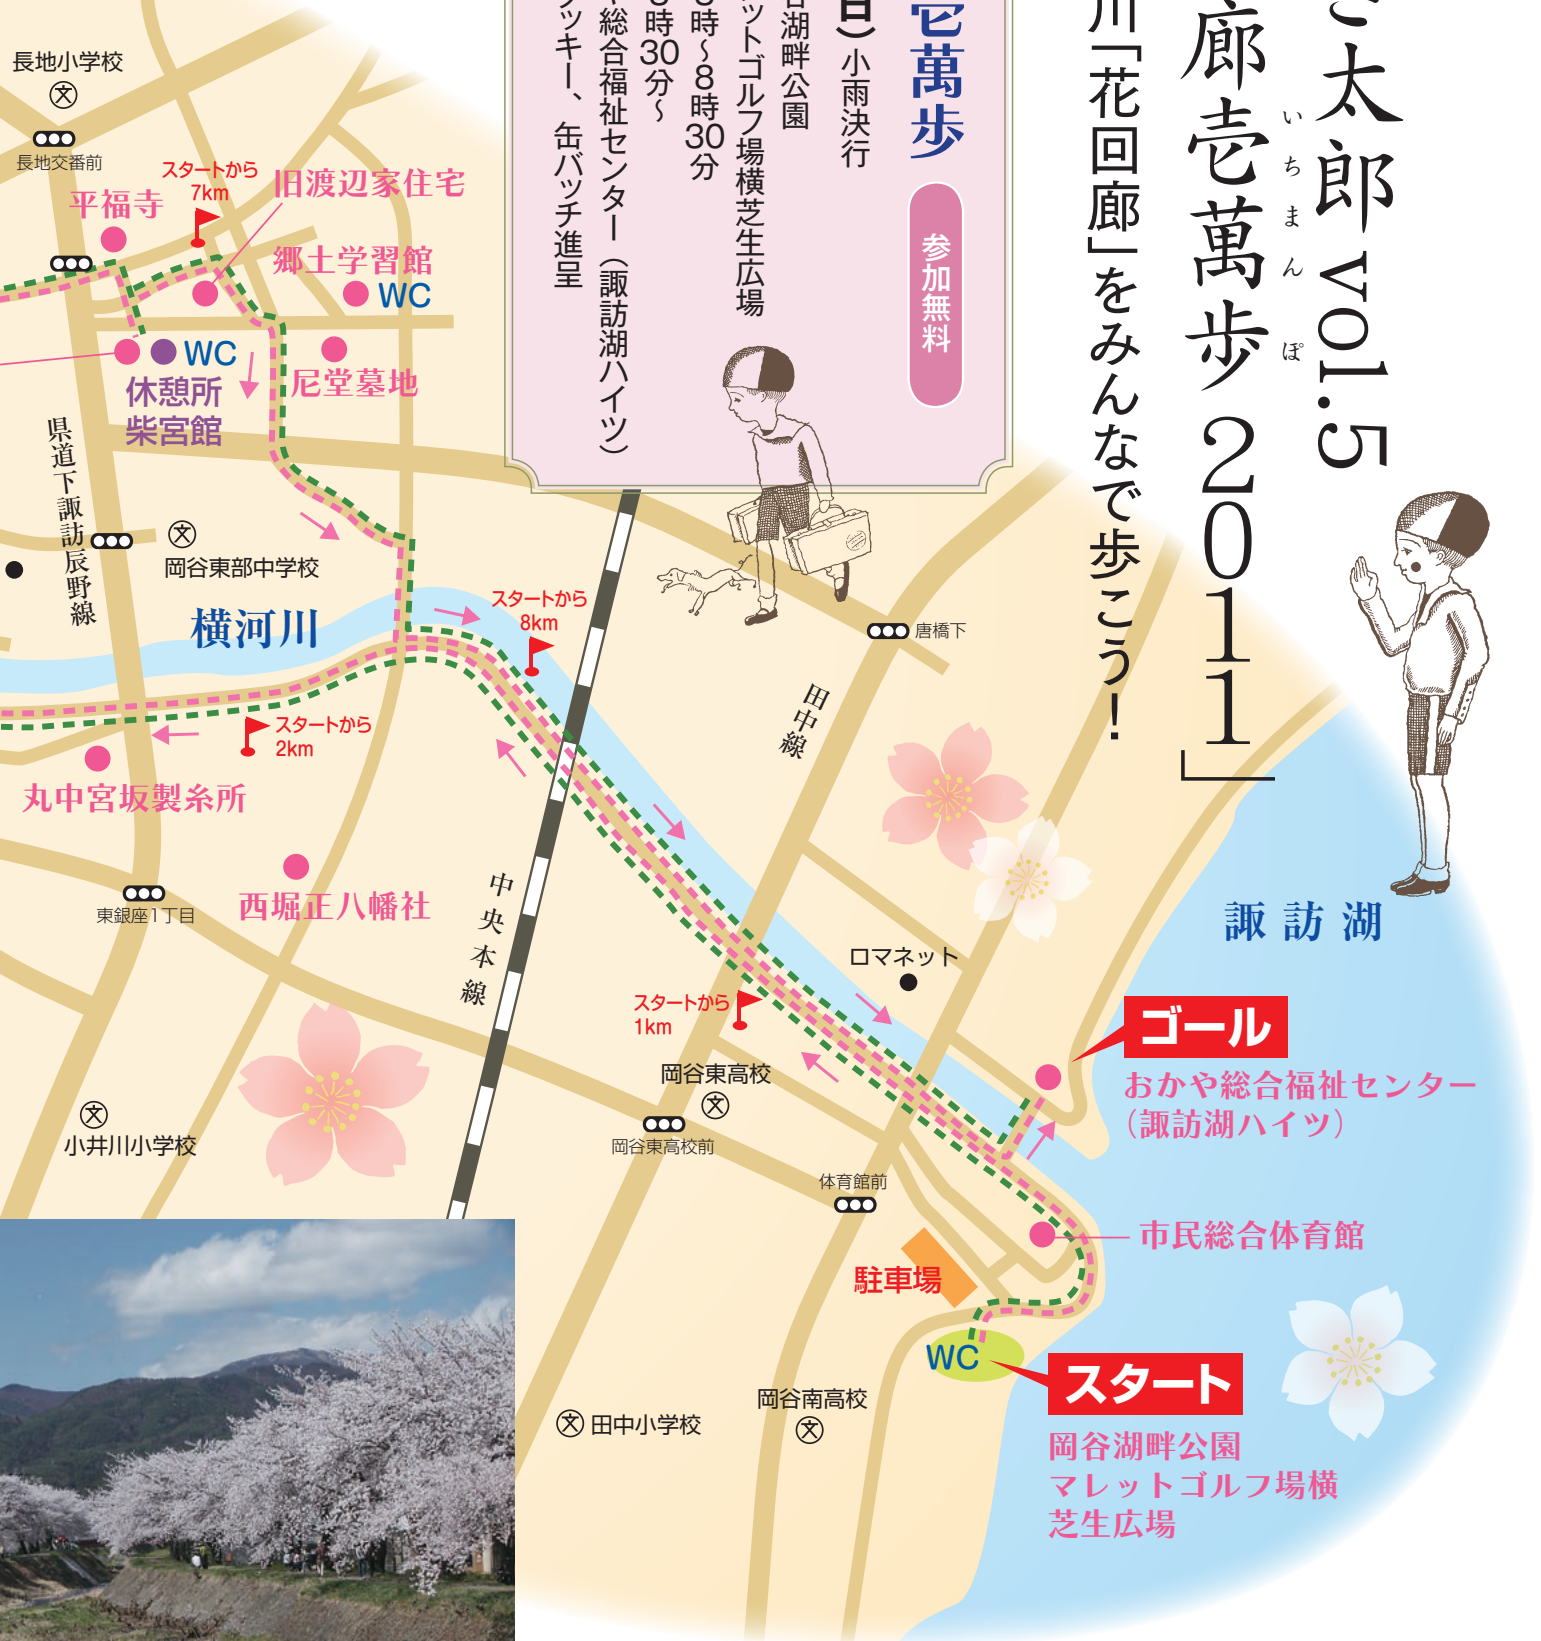 太郎 vol.5
廊壱萬歩 2011」
いちまんぽ
川「花回廊」をみんなで歩こう!
壱萬歩
参加無料
日）小雨決行
湖畔公園
ットゴルフ場横芝生広場
時〜8時30分
時30分〜
総合福祉センター（諏訪湖ハイツ）
ッキー、缶バッチ進呈
長地小学校
文
長地交番前
スタートから
7km
旧渡辺家住宅
平福寺
郷土学習館
WC
WC
休憩所
柴宮館
尼堂墓地
県道下諏訪辰野線
文
岡谷東部中学校
横河川
スタートから
8km
唐橋下
田中線
スタートから
2km
丸中宮坂製糸所
西堀正八幡社
東銀座1丁目
中央本線
ロマネット
諏訪湖
スタートから
1km
ゴール
おかや総合福祉センター
（諏訪湖ハイツ）
岡谷東高校
文
岡谷東高校前
文
小井川小学校
体育館前
市民総合体育館
駐車場
WC
スタート
岡谷湖畔公園
マレットゴルフ場横
芝生広場
岡谷南高校
文
文 田中小学校